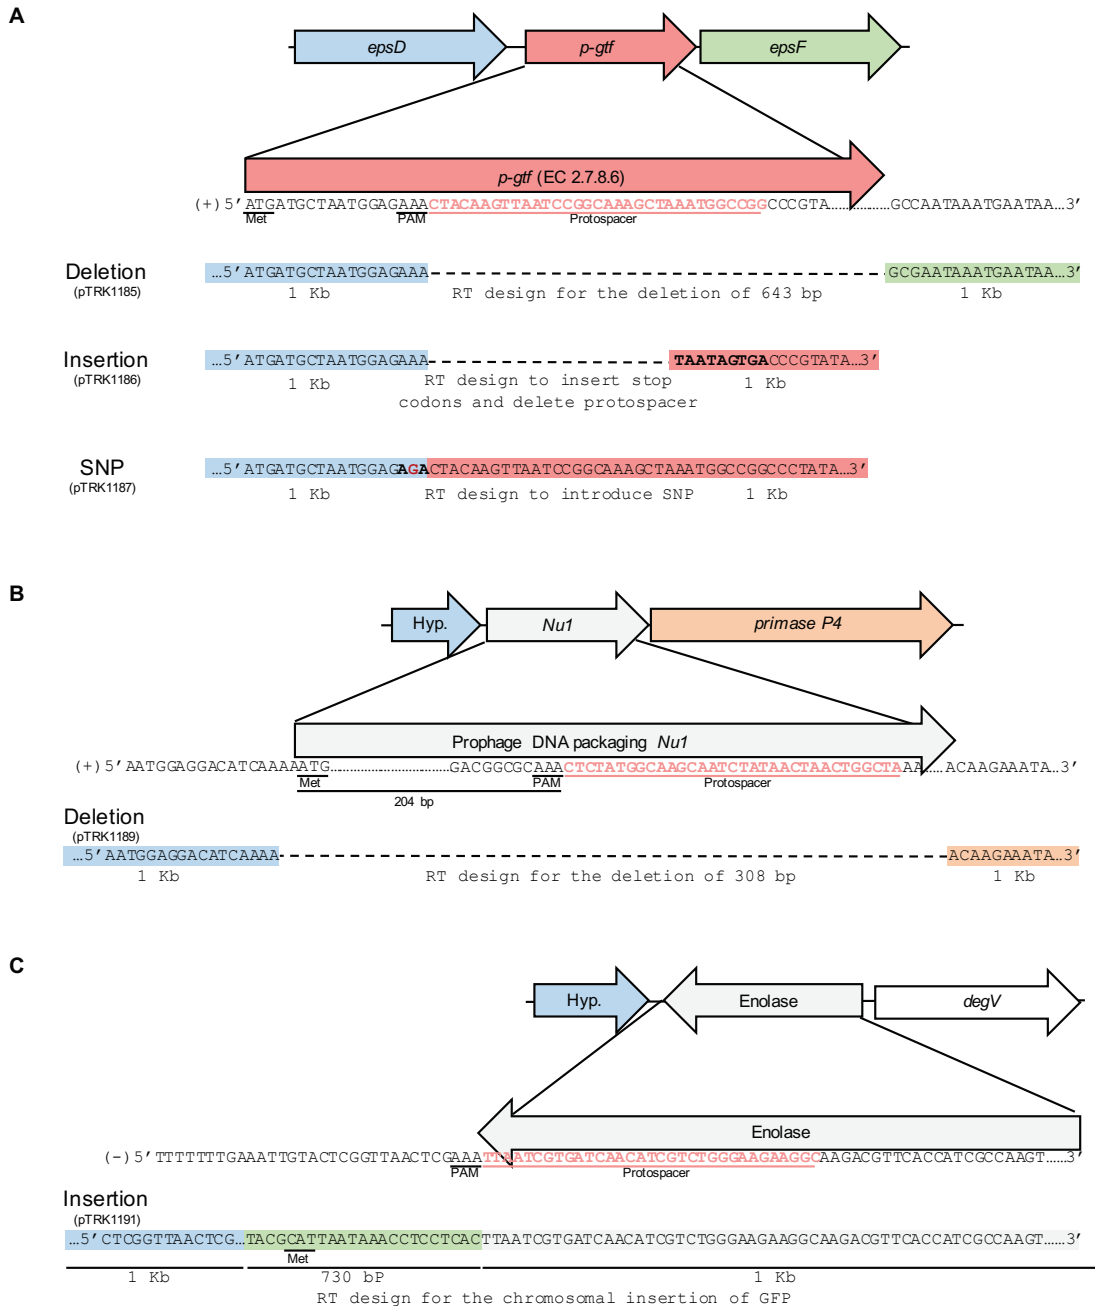 A
epsD p-gtf epsF
p-gtf (EC 2.7.8.6)
(+)5'ATGATGCTAATGGAGAAACTACAAGTTAATCCGGCAAAGCTAAATGGCCGGCCCGTA..................GCCAATAAATGAATAA...3'
Met PAM Protospacer
Deletion
(pTRK1185)
...5'ATGATGCTAATGGAGAAA GCGAATAAATGAATAA...3'
1 Kb RT design for the deletion of 643 bp 1 Kb
Insertion
(pTRK1186)
...5'ATGATGCTAATGGAGAAA TAATAGTGACCCGTATA...3'
1 Kb RT design to insert stop 1 Kb
codons and delete protospacer
SNP
(pTRK1187)
...5'ATGATGCTAATGGAGAGACTACAAGTTAATCCGGCAAAGCTAAATGGCCGGCCCTATA...3'
1 Kb RT design to introduce SNP 1 Kb
B
Hyp. Nu1 primase P4
Prophage DNA packaging Nu1
(+)5'AATGGAGGACATCAAAAATG..............................GACGGCGCAAACTCTATGGCAAGCAATCTATAACTAACTGGCTAAA......ACAAGAAATA...3'
Met PAM Protospacer
204 bp
Deletion
(pTRK1189)
...5'AATGGAGGACATCAAAA ACAAGAAATA...3'
1 Kb RT design for the deletion of 308 bp 1 Kb
C
Hyp. Enolase degV
Enolase
(-)5'TTTTTTTGAAATTGTACTCGGTTAACTCGAAATTAATCGTGATCAACATCGTCTGGGAAGAAGGCAAGACGTTCACCATCGCCAAGT......3'
PAM Protospacer
Insertion
(pTRK1191)
...5'CTCGGTTAACTCG...TACGCATTAATAAACCTCCTCACTTAATCGTGATCAACATCGTCTGGGAAGAAGGCAAGACGTTCACCATCGCCAAGT......3'
Met
1 Kb 730 bP 1 Kb
RT design for the chromosomal insertion of GFP